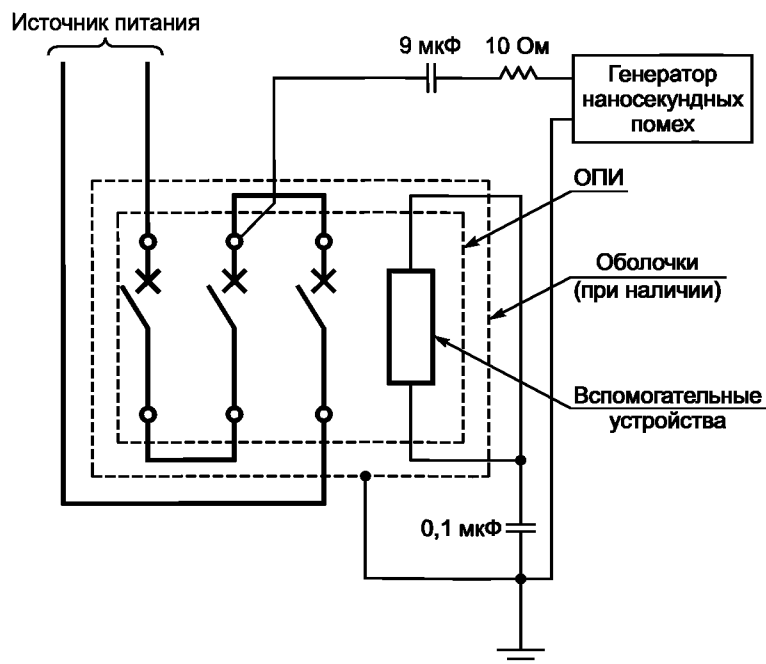 Источник питания
9 мкФ
10 Ом
Генератор
наносекундных
помех
ОПИ
Оболочки
(при наличии)
Вспомогательные
устройства
0,1 мкФ